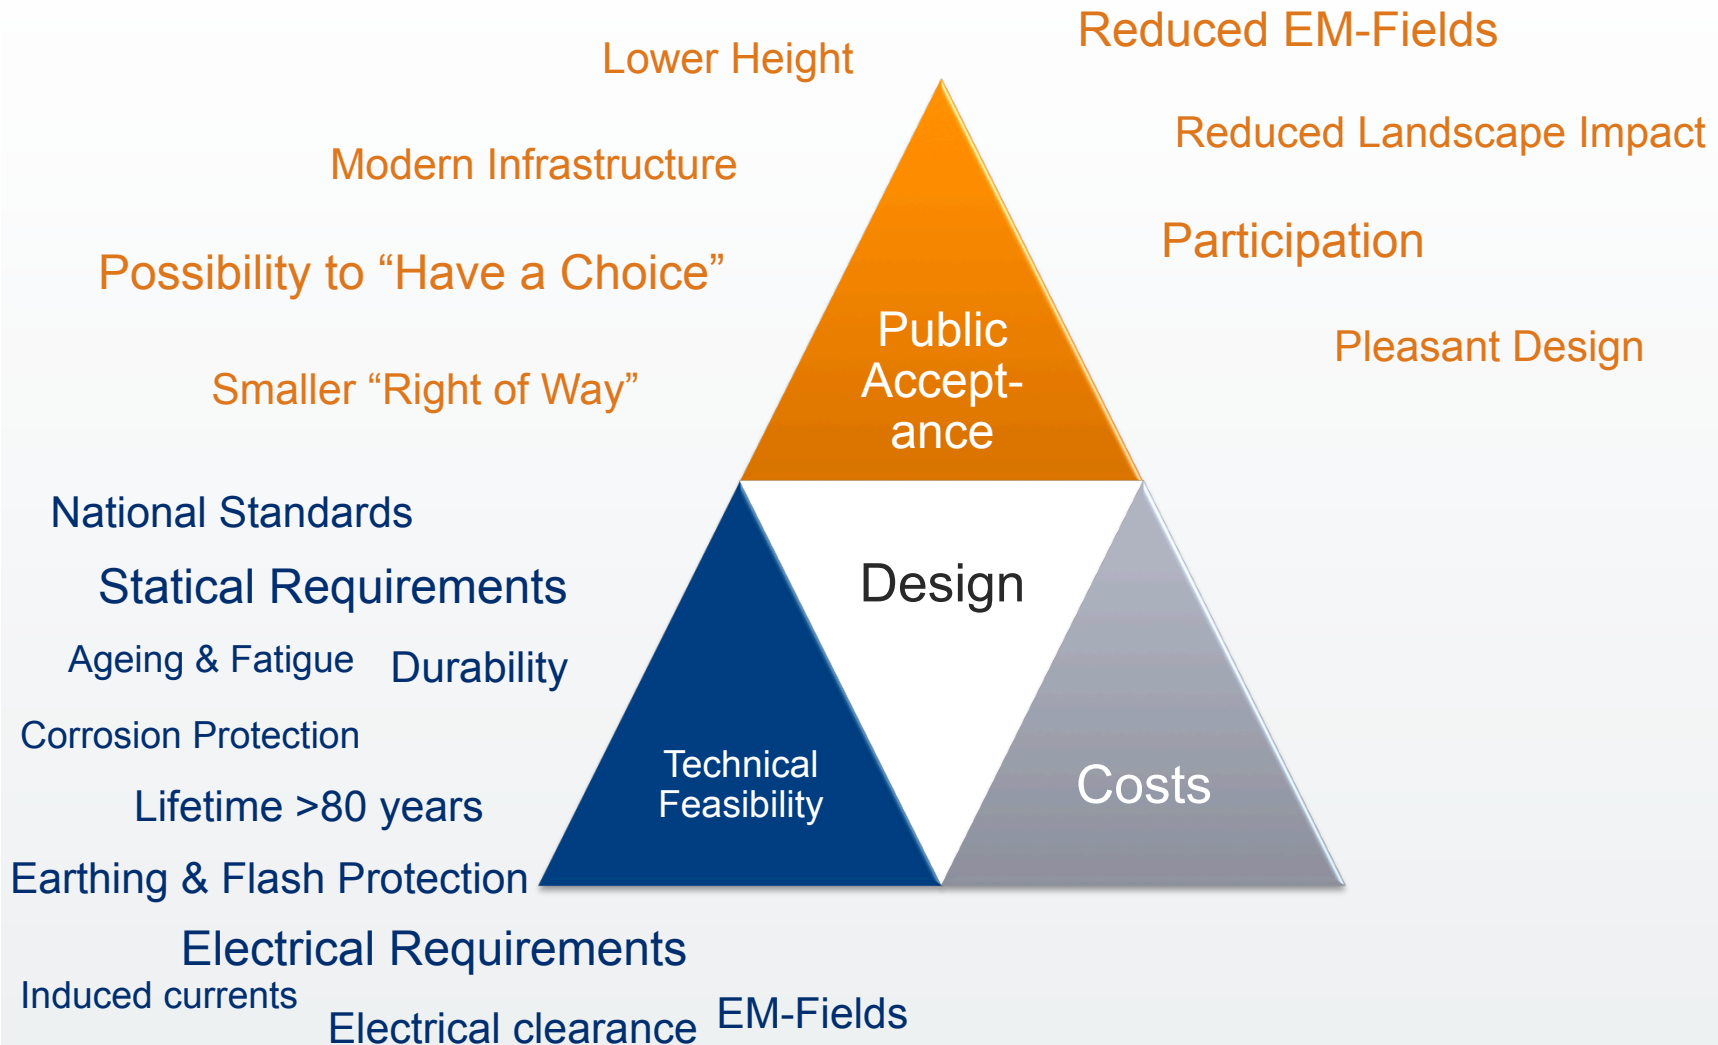 Reduced EM-Fields
Lower Height
Reduced Landscape Impact
Modern Infrastructure
Participation
Possibility to “Have a Choice”
Public
Accept-
ance
Pleasant Design
Smaller “Right of Way”
National Standards
Statical Requirements
Design
Ageing & Fatigue
Durability
Corrosion Protection
Technical
Feasibility
Costs
Lifetime >80 years
Earthing & Flash Protection
Electrical Requirements
Induced currents
Electrical clearance
EM-Fields